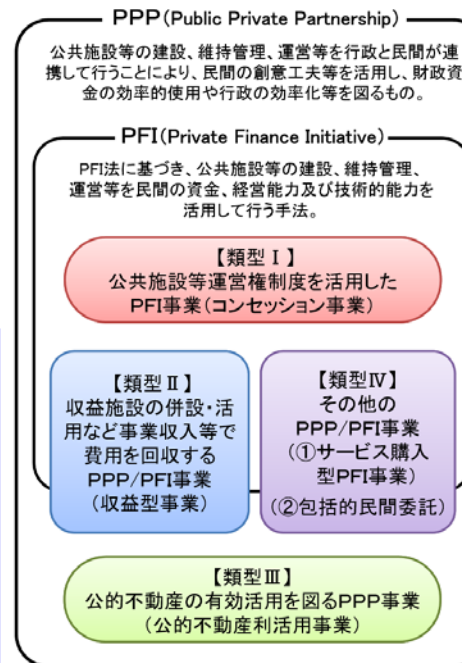 PPP(Public Private Partnership)
公共施設等の建設、維持管理、運営等を行政と民間が連
携して行うことにより、民間の創意工夫等を活用し、財政資
金の効率的使用や行政の効率化等を図るもの。
PFI(Private Finance Initiative)
PFI法に基づき、公共施設等の建設、維持管理、
運営等を民間の資金、経営能力及び技術的能力を
活用して行う手法。
【類型Ⅰ】
公共施設等運営権制度を活用した
PFI事業(コンセッション事業)
【類型Ⅱ】
収益施設の併設・活
用など事業収入等で
費用を回収する
PPP/PFI事業
(収益型事業)
【類型Ⅳ】
その他の
PPP/PFI事業
(①サービス購入
型PFI事業)
(②包括的民間委託)
【類型Ⅲ】
公的不動産の有効活用を図るPPP事業
(公的不動産利活用事業)